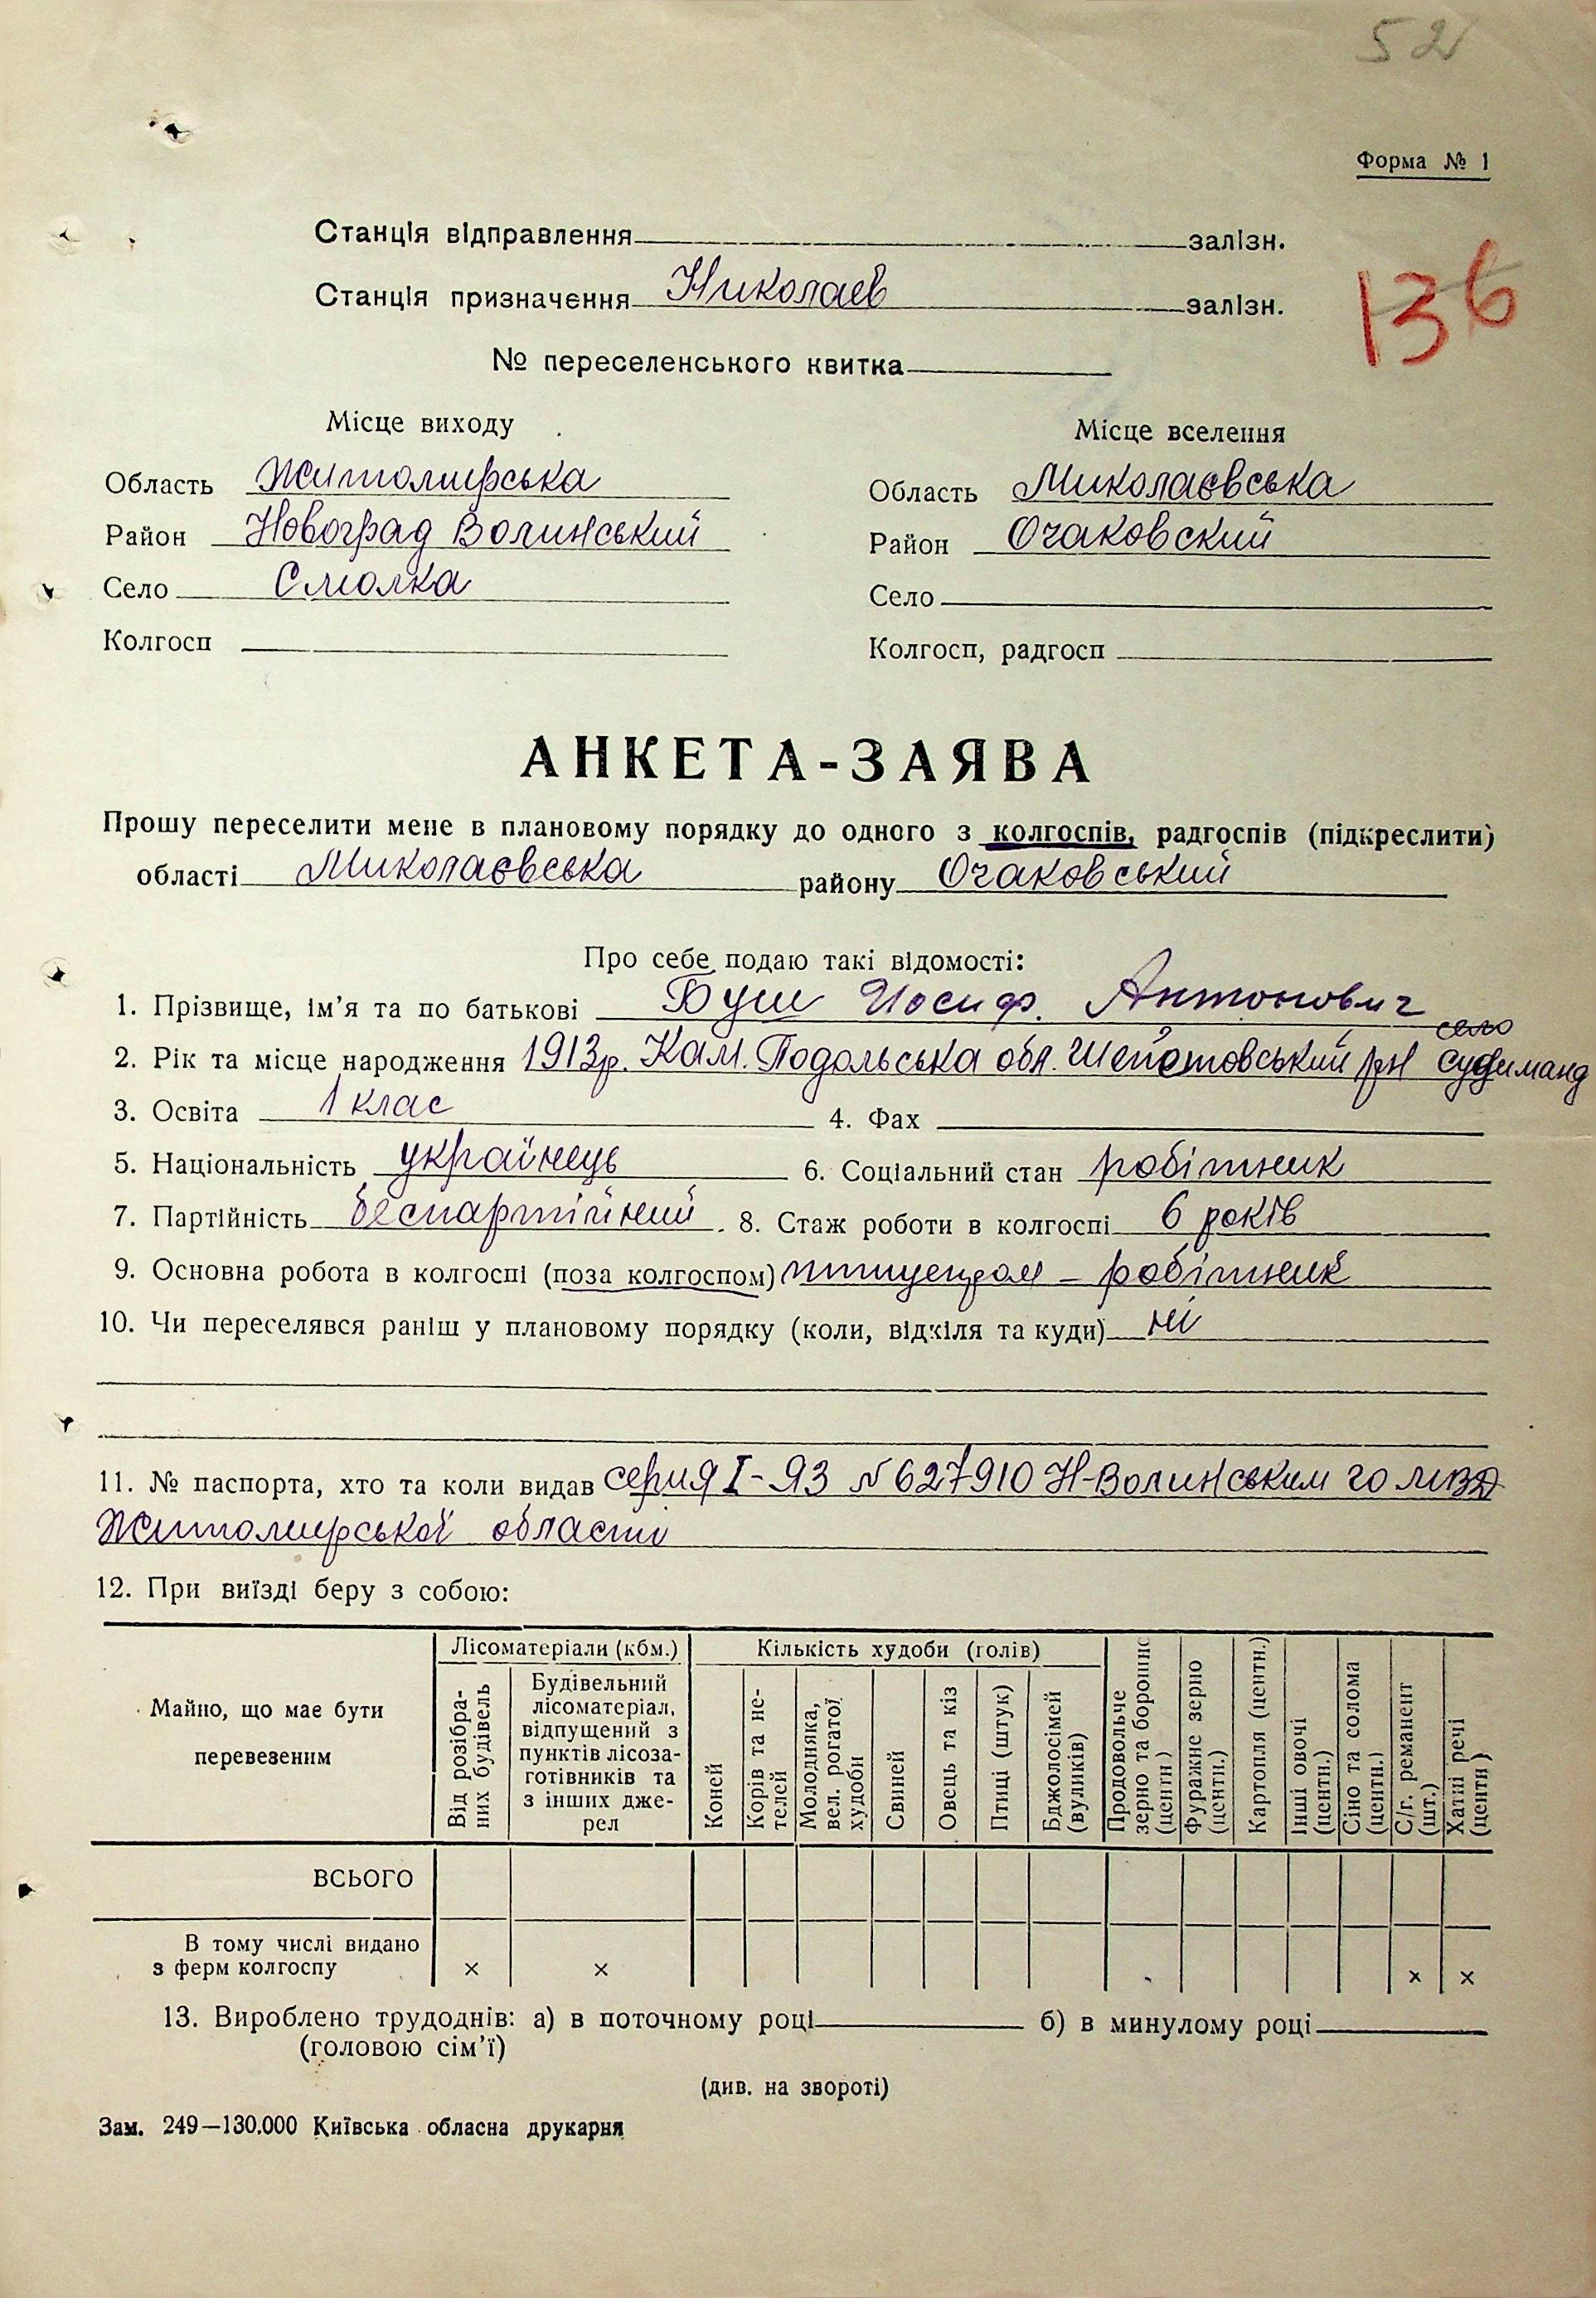 52
Форма № 1
Станція відправлення залізн.
Станція призначення Николаев залізн.
136
№ переселенського квитка
Місце виходу
Місце вселення
Область Житомирська
Область Миколаєвська
Район Новоград Волинський
Район Очаковский
Село Смолка
Село
Колгосп
Колгосп, радгосп
АНКЕТА-ЗАЯВА
Прошу переселити мене в плановому порядку до одного з колгоспів, радгоспів (підкреслити)
області Миколаєвська району Очаковський
Про себе подаю такі відомості:
1. Прізвище, ім’я та по батькові Буш Иосиф. Антонович
село
2. Рік та місце народження 1913р. Кам. Подольська обл. Шепетовський рн
3. Освіта 1 клас 4. Фах
5. Національність українець 6. Соціальний стан робітник
7. Партійність беспартійний. 8. Стаж роботи в колгоспі 6 років
9. Основна робота в колгоспі (поза колгоспом) - робітник
10. Чи переселявся раніш у плановому порядку (коли, відкіля та куди) ні
11. № паспорта, хто та коли видав серия I-ЯЗ № 627910 Н-Волинським го МВД
Житомирської области
12. При виїзді беру з собою:
Майно, що має бути перевезеним
Лісоматеріали (кбм.)
Кількість худоби (голів)
Від розібраних будівель
Будівельний лісоматеріал, відпущений з пунктів лісозаготівників та з інших джерел
Коней
Корів та нетелей
Молодняка, вел. рогатої худоби
Свиней
Овець та кіз
Птиці (штук)
Бджолосімей (вуликів)
Продовольче зерно та борошно (центн)
Фуражне зерно (центн.)
Картопля (центн.)
Інші овочі (центн.)
Сіно та солома (центн.)
С/г. реманент (шт.)
Хатні речі (центн)
ВСЬОГО
В тому числі видано
з ферм колгоспу × × × ×
13. Вироблено трудоднів: а) в поточному році б) в минулому році
(головою сім’ї)
(див. на звороті)
Зам. 249—130.000 Київська обласна друкарня